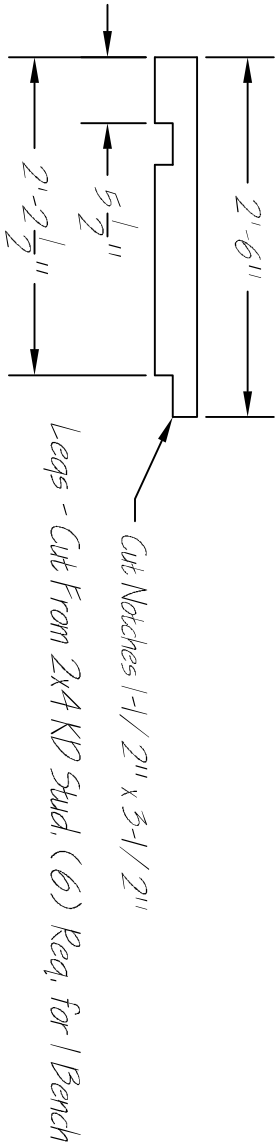 2'-6"
5 1/2"
2'-2 1/2"
Cut Notches 1-1/2" x 3-1/2"
Legs - Cut From 2x4 KD Stud. (6) Req. for 1 Bench